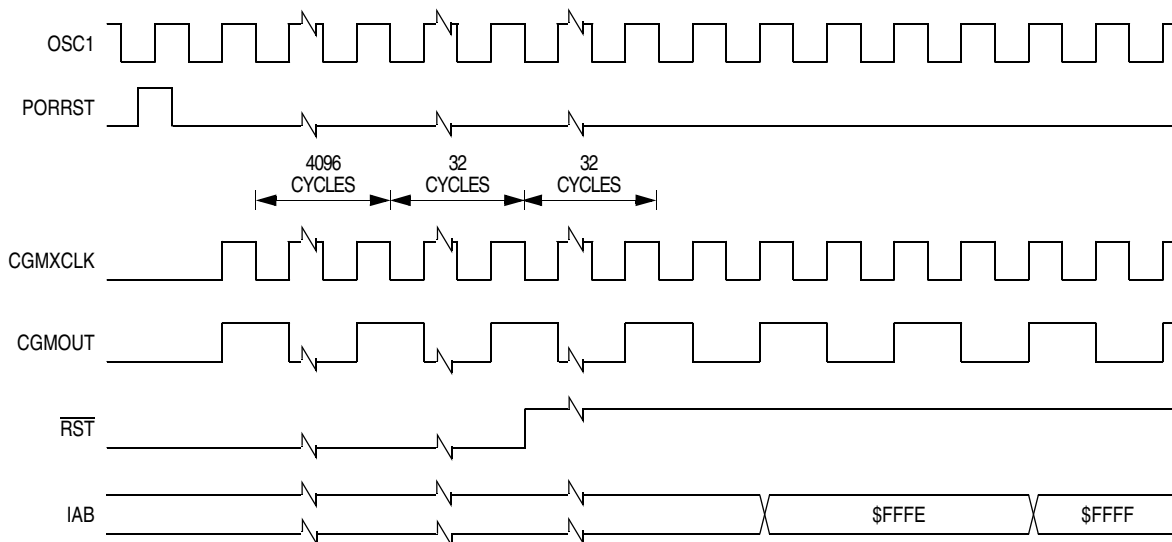 OSC1
PORRST
4096
CYCLES
32
CYCLES
32
CYCLES
CGMXCLK
CGMOUT
RST
IAB
$FFFE
$FFFF